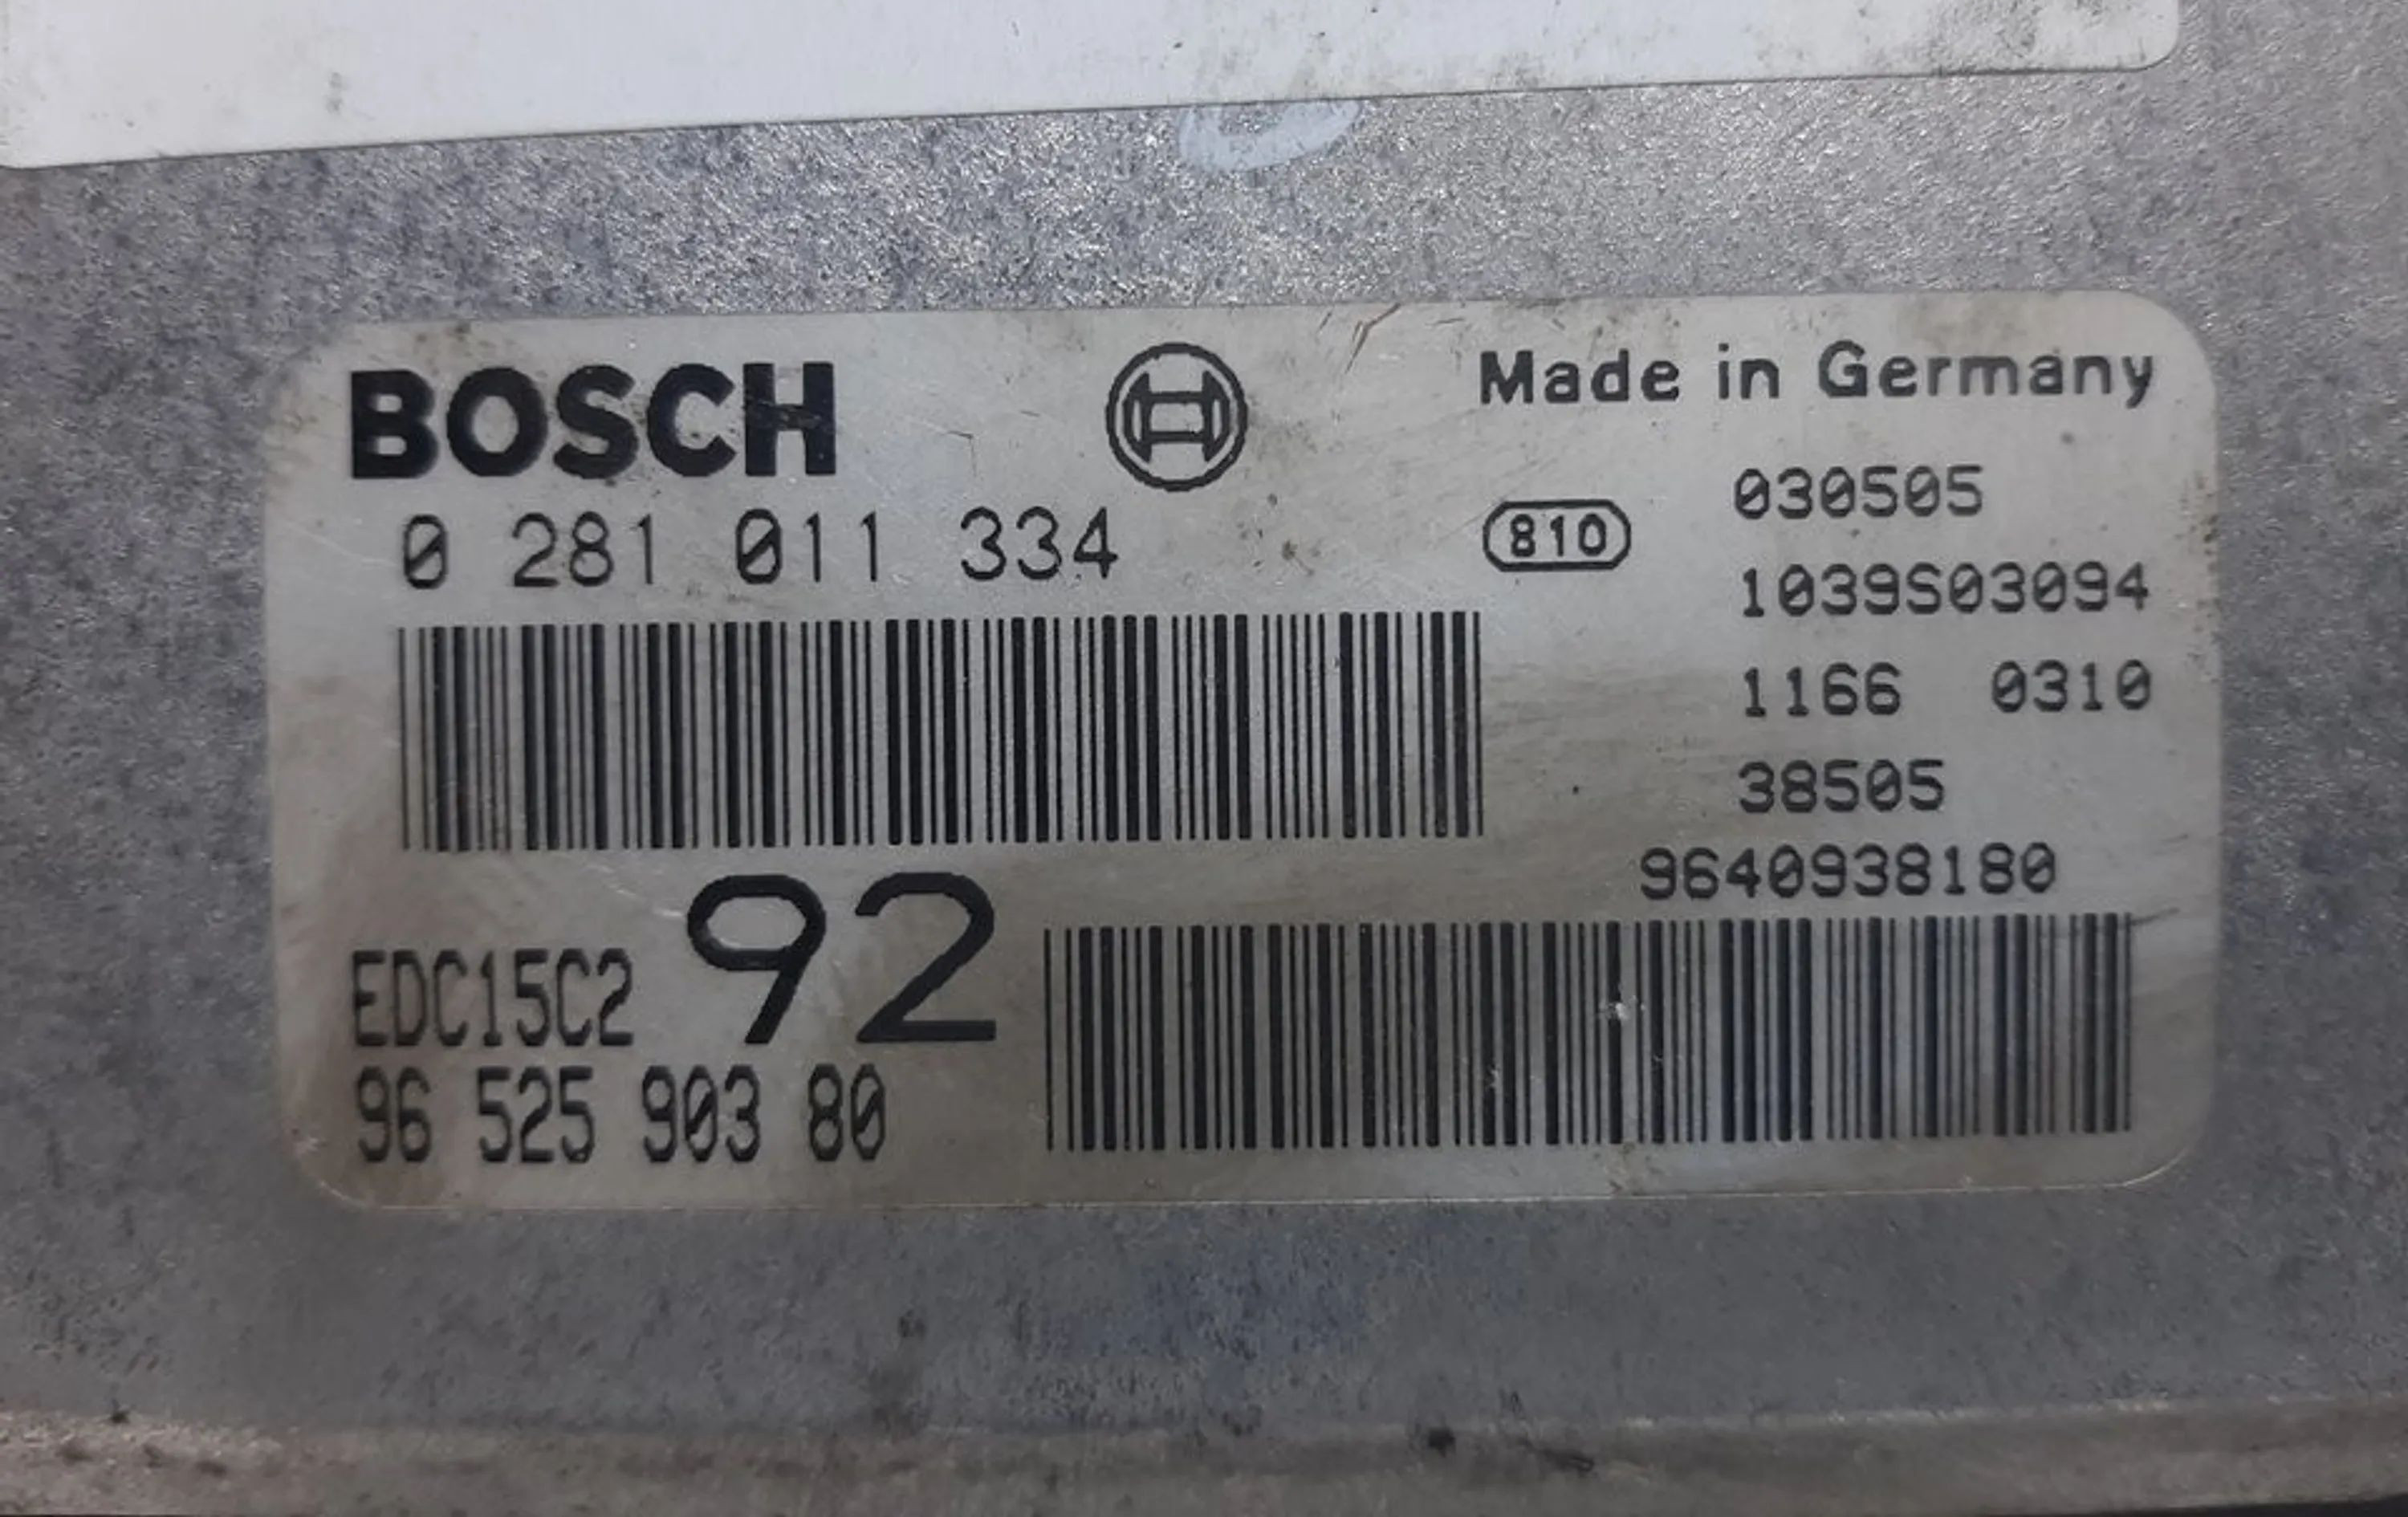 BOSCH
Made in Germany
0 281 011 334
810
030505
1039S03094
1166 0310
38505
9640938180
EDC15C2 92
96 525 903 80